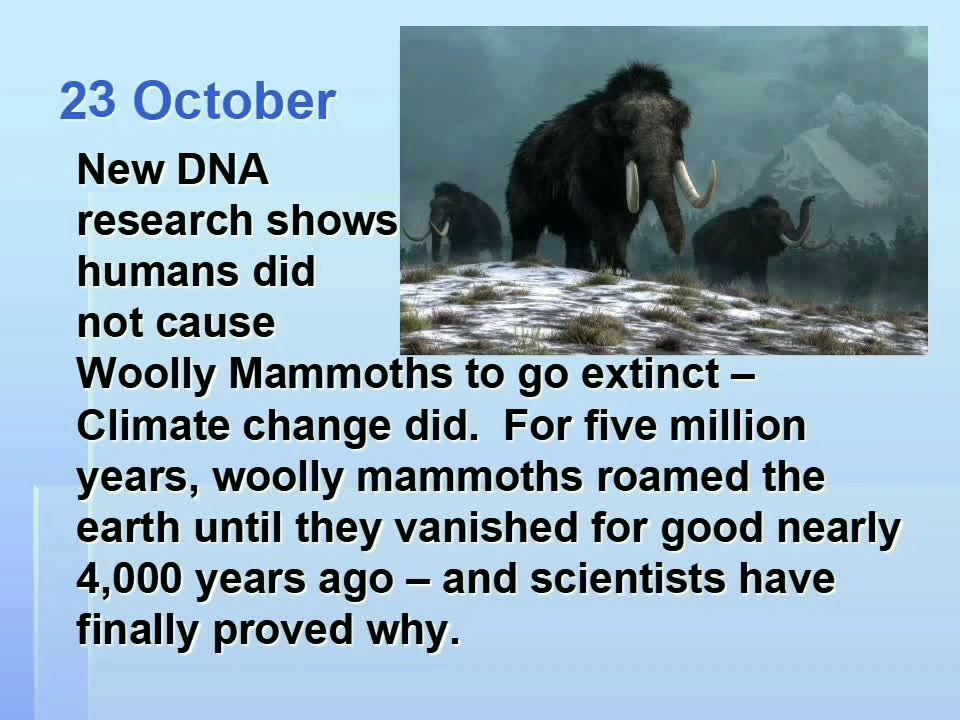 23 October
New DNA
research shows
humans did
not cause
Woolly Mammoths to go extinct –
Climate change did.  For five million
years, woolly mammoths roamed the
earth until they vanished for good nearly
4,000 years ago – and scientists have
finally proved why.